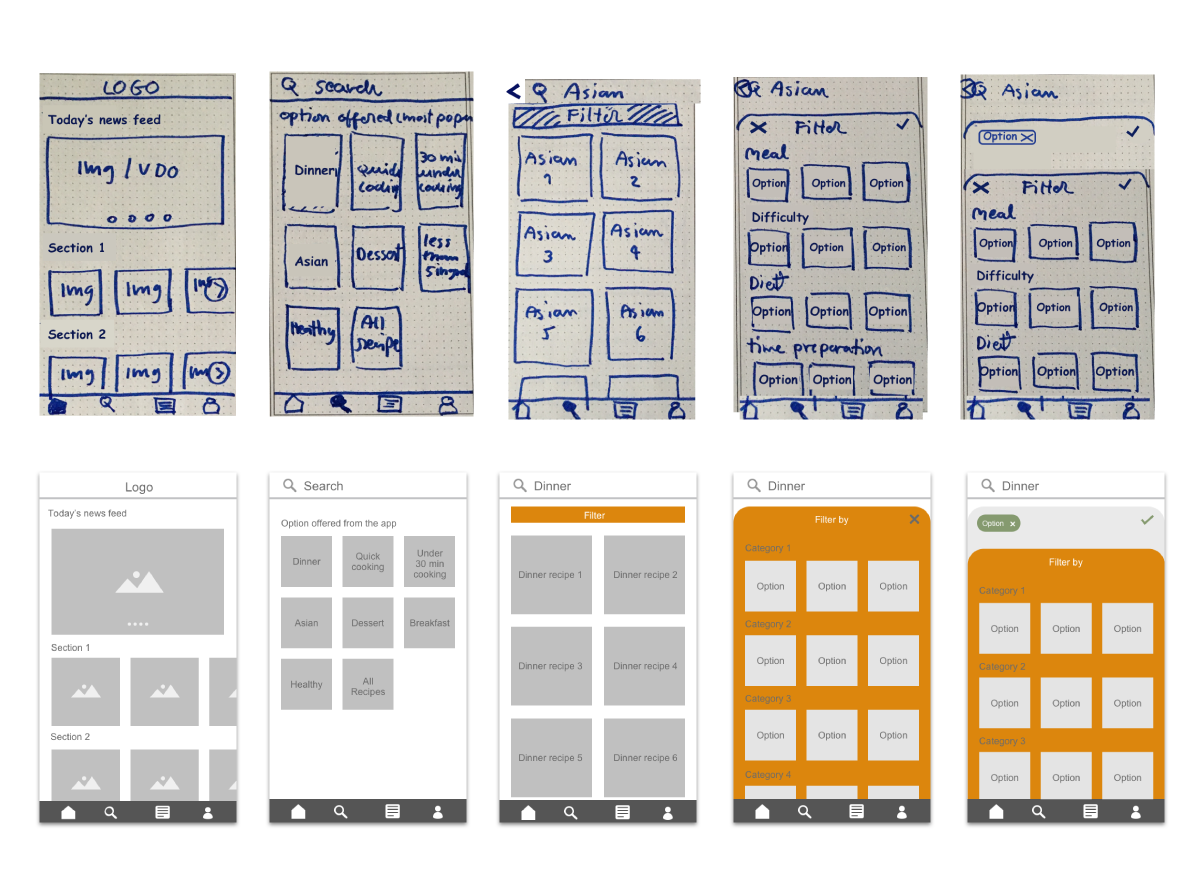 LOGO
Today's news feed
Img / VDO
Section 1
Img Img Img
Section 2
Img Img Img
search
option offered (most popu
Dinner
Quick
cooking
30 min
under
cooking
Asian
Dessert
less
than
5 ingred
Healthy
All
recipe
Asian
Filter
Asian
1
Asian
2
Asian
3
Asian
4
Asian
5
Asian
6
Asian
Filter
meal
Option Option Option
Difficulty
Option Option Option
Diett
Option Option Option
time preparation
Option Option Option
Asian
Option X
Filter
meal
Option Option Option
Difficulty
Option Option Option
Diett
Option Option Option
Logo
Today's news feed
Section 1
Section 2
Search
Option offered from the app
Dinner
Quick
cooking
Under
30 min
cooking
Asian
Dessert
Breakfast
Healthy
All
Recipes
Dinner
Filter
Dinner recipe 1 Dinner recipe 2
Dinner recipe 3 Dinner recipe 4
Dinner recipe 5 Dinner recipe 6
Dinner
Filter by
Category 1
Option Option Option
Category 2
Option Option Option
Category 3
Option Option Option
Category 4
Dinner
Option x
Filter by
Category 1
Option Option Option
Category 2
Option Option Option
Category 3
Option Option Option